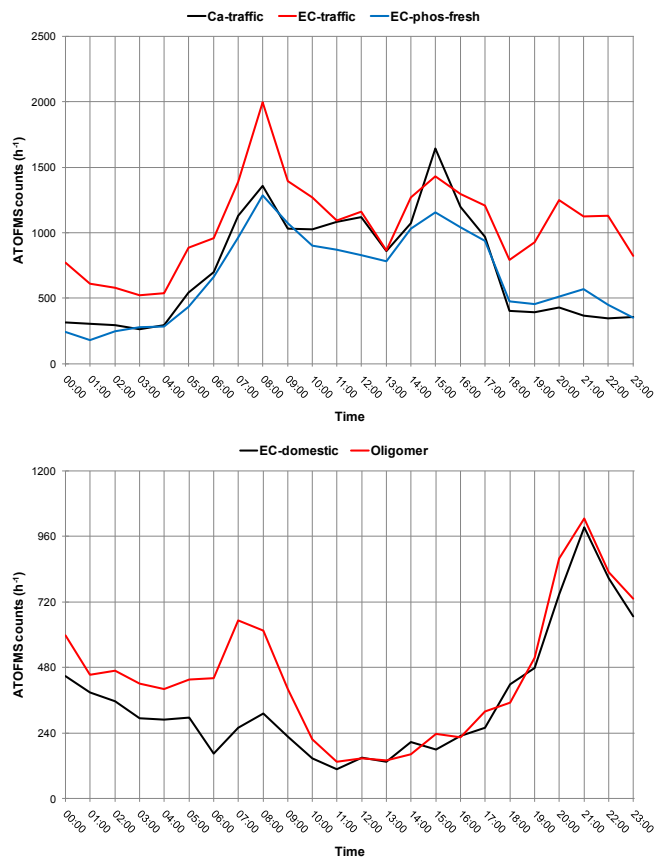 Ca-traffic EC-traffic EC-phos-fresh
ATOFMS counts (h-1)
2500
2000
1500
1000
500
0
00:00 01:00 02:00 03:00 04:00 05:00 06:00 07:00 08:00 09:00 10:00 11:00 12:00 13:00 14:00 15:00 16:00 17:00 18:00 19:00 20:00 21:00 22:00 23:00
Time
EC-domestic Oligomer
ATOFMS counts (h-1)
1200
960
720
480
240
0
00:00 01:00 02:00 03:00 04:00 05:00 06:00 07:00 08:00 09:00 10:00 11:00 12:00 13:00 14:00 15:00 16:00 17:00 18:00 19:00 20:00 21:00 22:00 23:00
Time